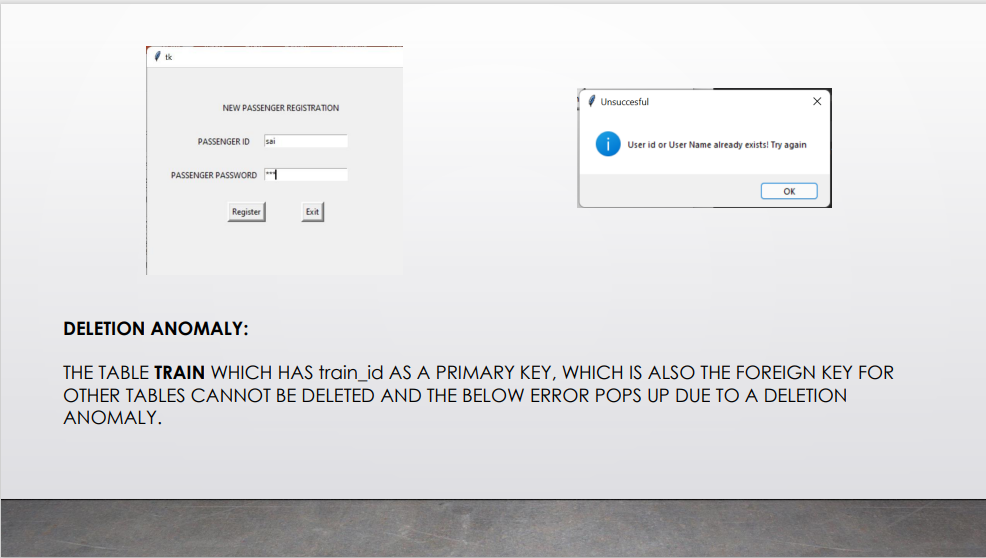 tk
NEW PASSENGER REGISTRATION
PASSENGER ID sai
PASSENGER PASSWORD ***
Register Exit
Unsuccesful
User id or User Name already exists! Try again
OK
DELETION ANOMALY:
THE TABLE TRAIN WHICH HAS train_id AS A PRIMARY KEY, WHICH IS ALSO THE FOREIGN KEY FOR
OTHER TABLES CANNOT BE DELETED AND THE BELOW ERROR POPS UP DUE TO A DELETION
ANOMALY.